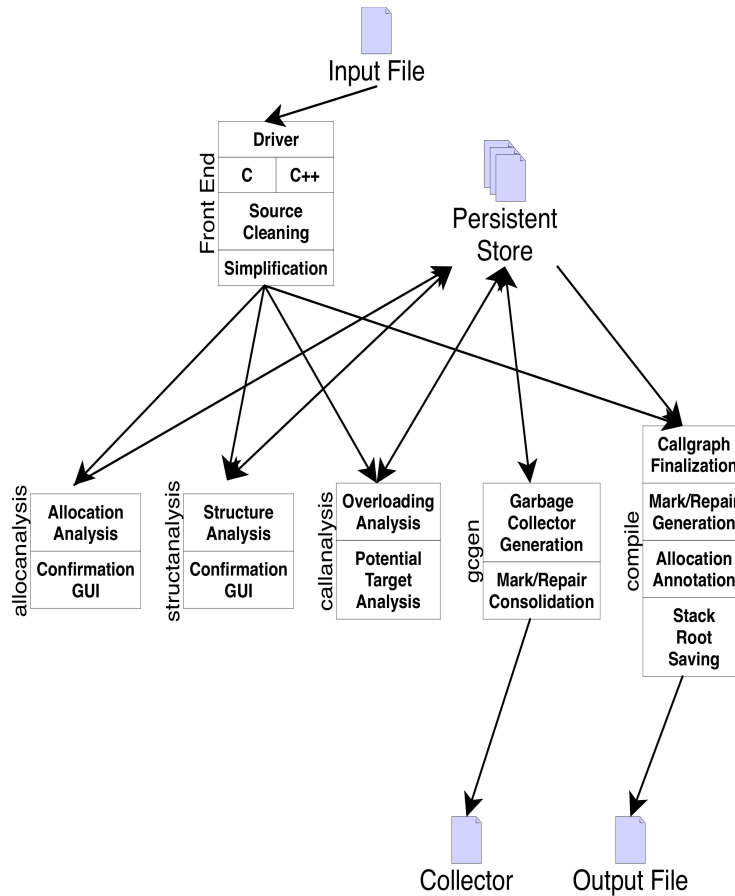 Input File
Front End
Driver
C
C++
Source
Cleaning
Simplification
Persistent
Store
allocanalysis
Allocation
Analysis
Confirmation
GUI
structanalysis
Structure
Analysis
Confirmation
GUI
callanalysis
Overloading
Analysis
Potential
Target
Analysis
gcgen
Garbage
Collector
Generation
Mark/Repair
Consolidation
compile
Callgraph
Finalization
Mark/Repair
Generation
Allocation
Annotation
Stack
Root
Saving
Collector
Output File